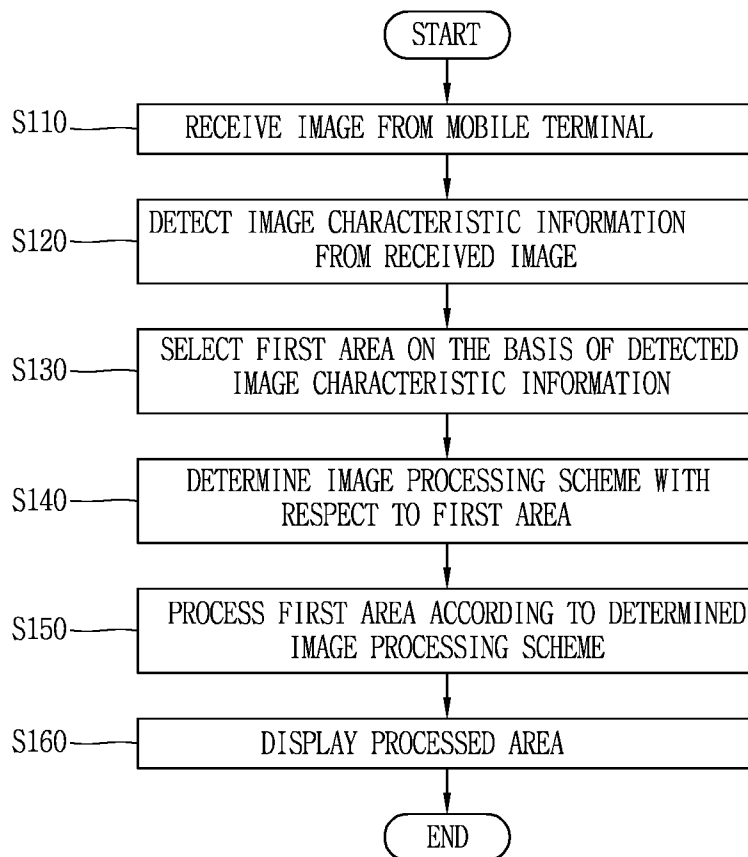 START
S110
RECEIVE IMAGE FROM MOBILE TERMINAL
S120
DETECT IMAGE CHARACTERISTIC INFORMATION
FROM RECEIVED IMAGE
S130
SELECT FIRST AREA ON THE BASIS OF DETECTED
IMAGE CHARACTERISTIC INFORMATION
S140
DETERMINE IMAGE PROCESSING SCHEME WITH
RESPECT TO FIRST AREA
S150
PROCESS FIRST AREA ACCORDING TO DETERMINED
IMAGE PROCESSING SCHEME
S160
DISPLAY PROCESSED AREA
END